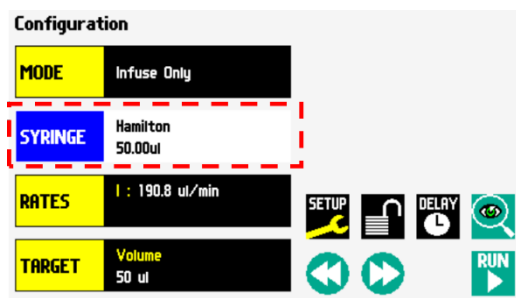 Configuration
MODE
Infuse Only
SYRINGE
Hamilton
50.00ul
RATES
I : 190.8 ul/min
TARGET
Volume
50 ul
SETUP
DELAY
RUN